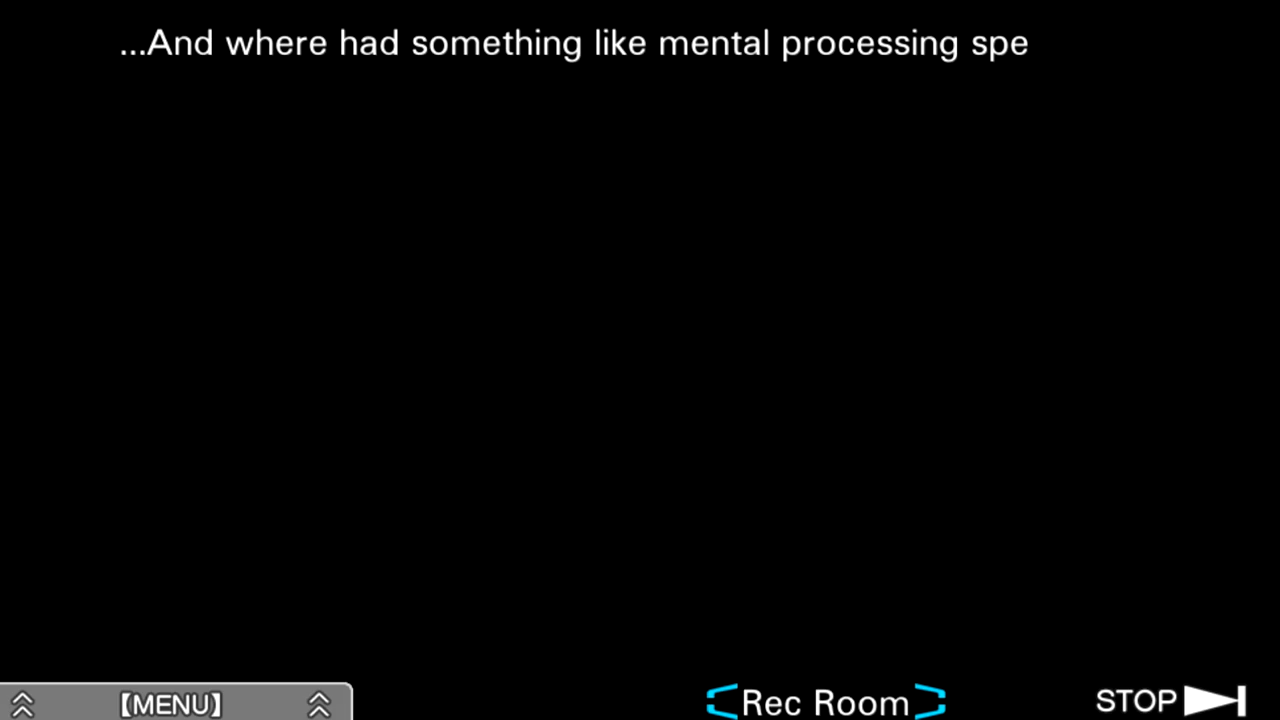 ...And where had something like mental processing spe
【MENU】
Rec Room
STOP